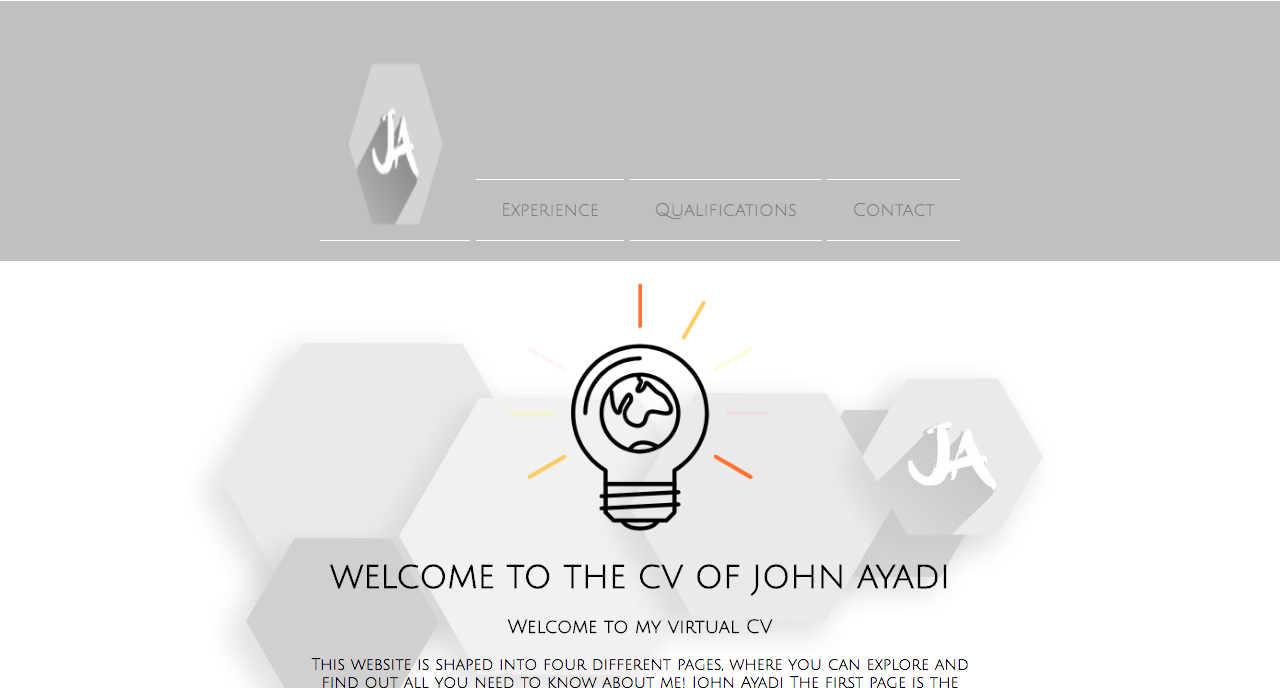 JA
Experience
Qualifications
Contact
JA
WELCOME TO THE CV OF JOHN AYADI
Welcome to my virtual CV
This website is shaped into four different pages, where you can explore and
find out all you need to know about me! John Ayadi The first page is the